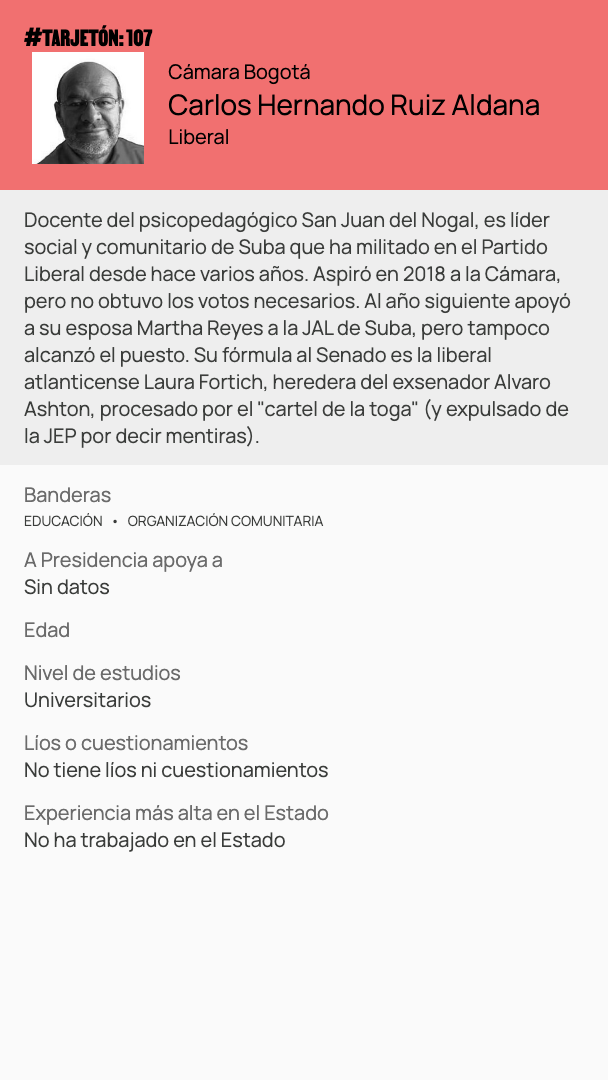 #TARJETÓN: 107
Cámara Bogotá
Carlos Hernando Ruiz Aldana
Liberal
Docente del psicopedagógico San Juan del Nogal, es líder
social y comunitario de Suba que ha militado en el Partido
Liberal desde hace varios años. Aspiró en 2018 a la Cámara,
pero no obtuvo los votos necesarios. Al año siguiente apoyó
a su esposa Martha Reyes a la JAL de Suba, pero tampoco
alcanzó el puesto. Su fórmula al Senado es la liberal
atlanticense Laura Fortich, heredera del exsenador Alvaro
Ashton, procesado por el "cartel de la toga" (y expulsado de
la JEP por decir mentiras).
Banderas
EDUCACIÓN • ORGANIZACIÓN COMUNITARIA
A Presidencia apoya a
Sin datos
Edad
Nivel de estudios
Universitarios
Líos o cuestionamientos
No tiene líos ni cuestionamientos
Experiencia más alta en el Estado
No ha trabajado en el Estado